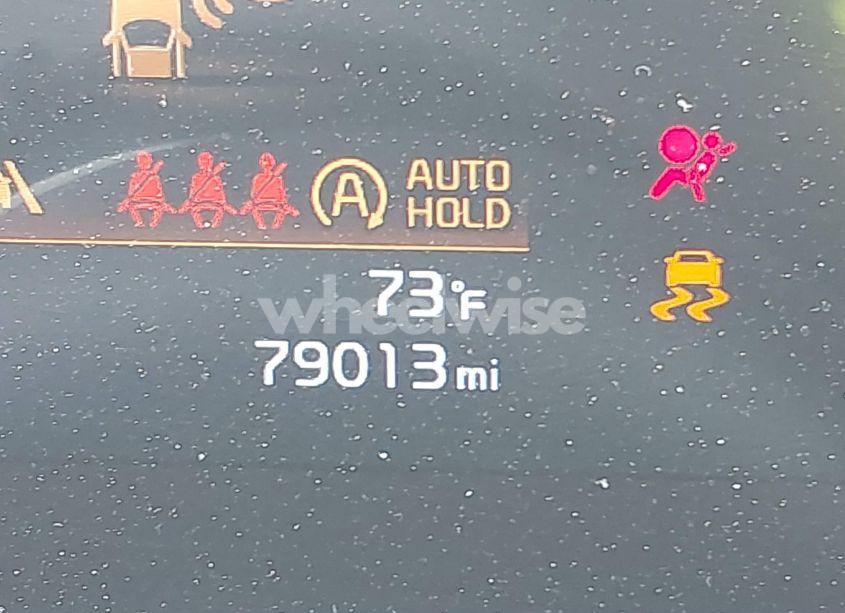 A AUTO
HOLD
73°F
wheelwise
79013 mi